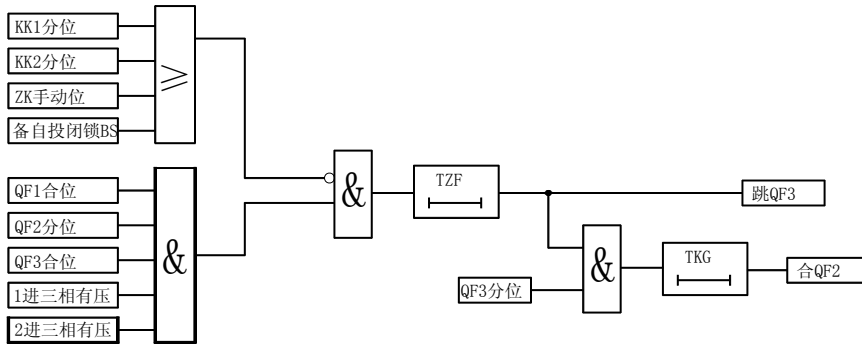 KK1分位
KK2分位
ZK手动位
备自投闭锁BS
≥
QF1合位
QF2分位
QF3合位
1进三相有压
2进三相有压
&
&
TZF
跳QF3
QF3分位
&
TKG
合QF2